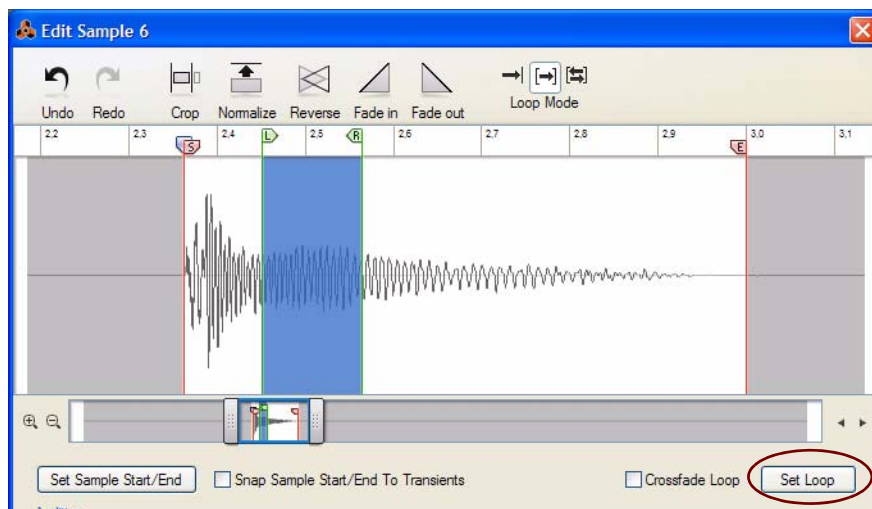 Edit Sample 6
Undo Redo Crop Normalize Reverse Fade in Fade out Loop Mode
2,2 2,3 2,4 2,5 2,6 2,7 2,8 2,9 3,0 3,1
S L R E
Set Sample Start/End Snap Sample Start/End To Transients Crossfade Loop Set Loop